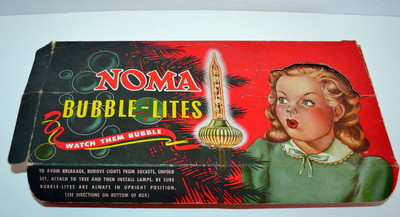 NOMA
BUBBLE-LITES
WATCH THEM BUBBLE
TO AVOID BREAKAGE, REMOVE LIGHTS FROM SOCKETS, UNFOLD
SET, ATTACH TO TREE AND THEN INSTALL LAMPS. BE SURE
BUBBLE-LITES ARE ALWAYS IN UPRIGHT POSITION.
(SEE DIRECTIONS ON BOTTOM OF BOX)